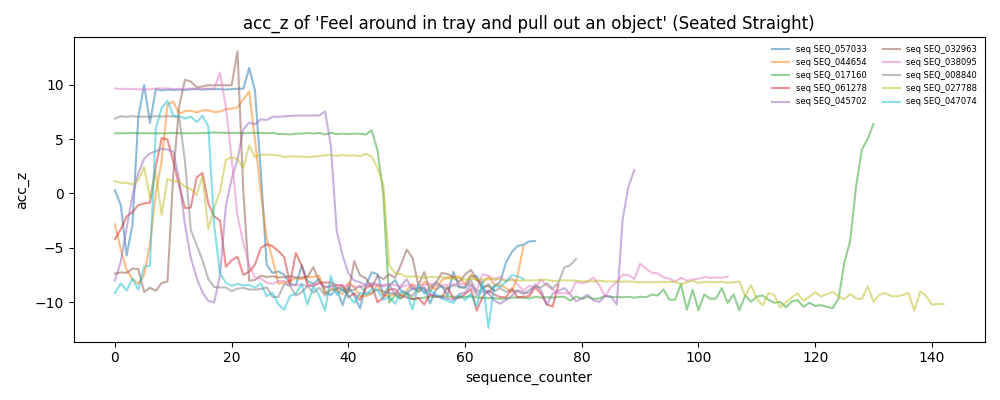 acc_z of 'Feel around in tray and pull out an object' (Seated Straight)
seq SEQ_057033
seq SEQ_044654
seq SEQ_017160
seq SEQ_061278
seq SEQ_045702
seq SEQ_032963
seq SEQ_038095
seq SEQ_008840
seq SEQ_027788
seq SEQ_047074
acc_z
10
5
0
−5
−10
0 20 40 60 80 100 120 140
sequence_counter